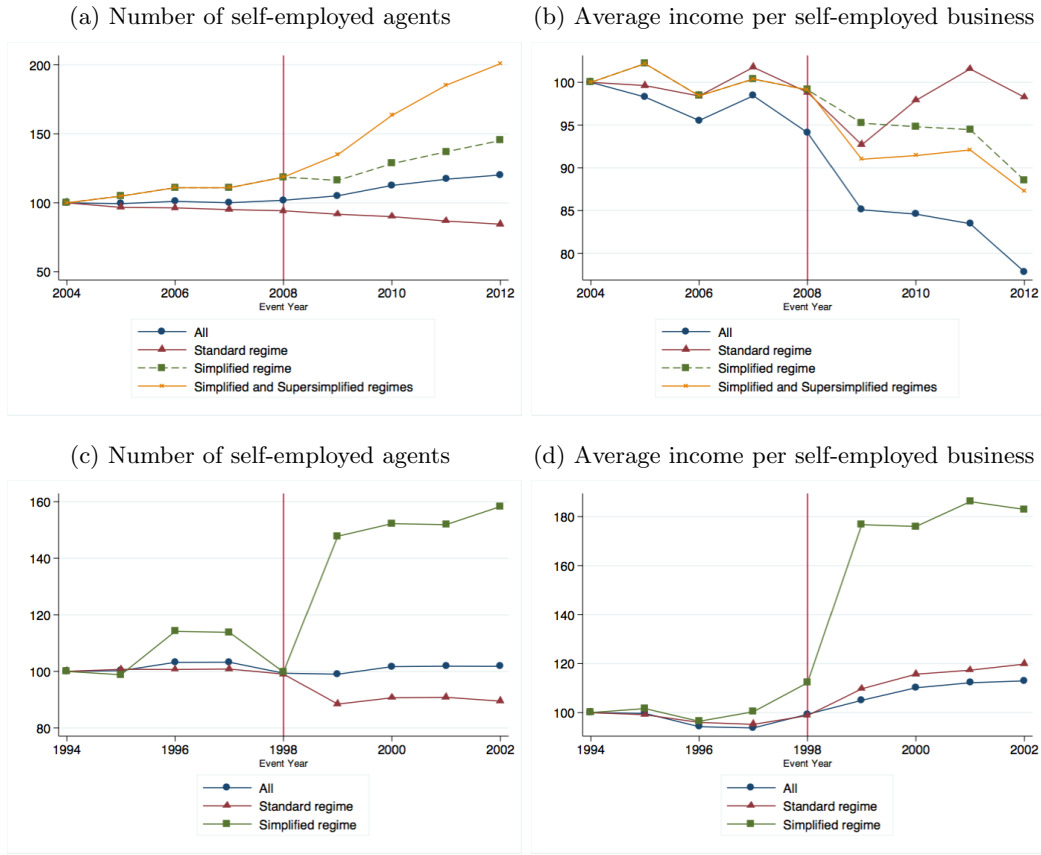 (a) Number of self-employed agents
(b) Average income per self-employed business
200
150
100
50
2004
2006
2008
2010
2012
Event Year
All
Standard regime
Simplified regime
Simplified and Supersimplified regimes
100
95
90
85
80
2004
2006
2008
2010
2012
Event Year
All
Standard regime
Simplified regime
Simplified and Supersimplified regimes
(c) Number of self-employed agents
(d) Average income per self-employed business
160
140
120
100
80
1994
1996
1998
2000
2002
Event Year
All
Standard regime
Simplified regime
180
160
140
120
100
1994
1996
1998
2000
2002
Event Year
All
Standard regime
Simplified regime